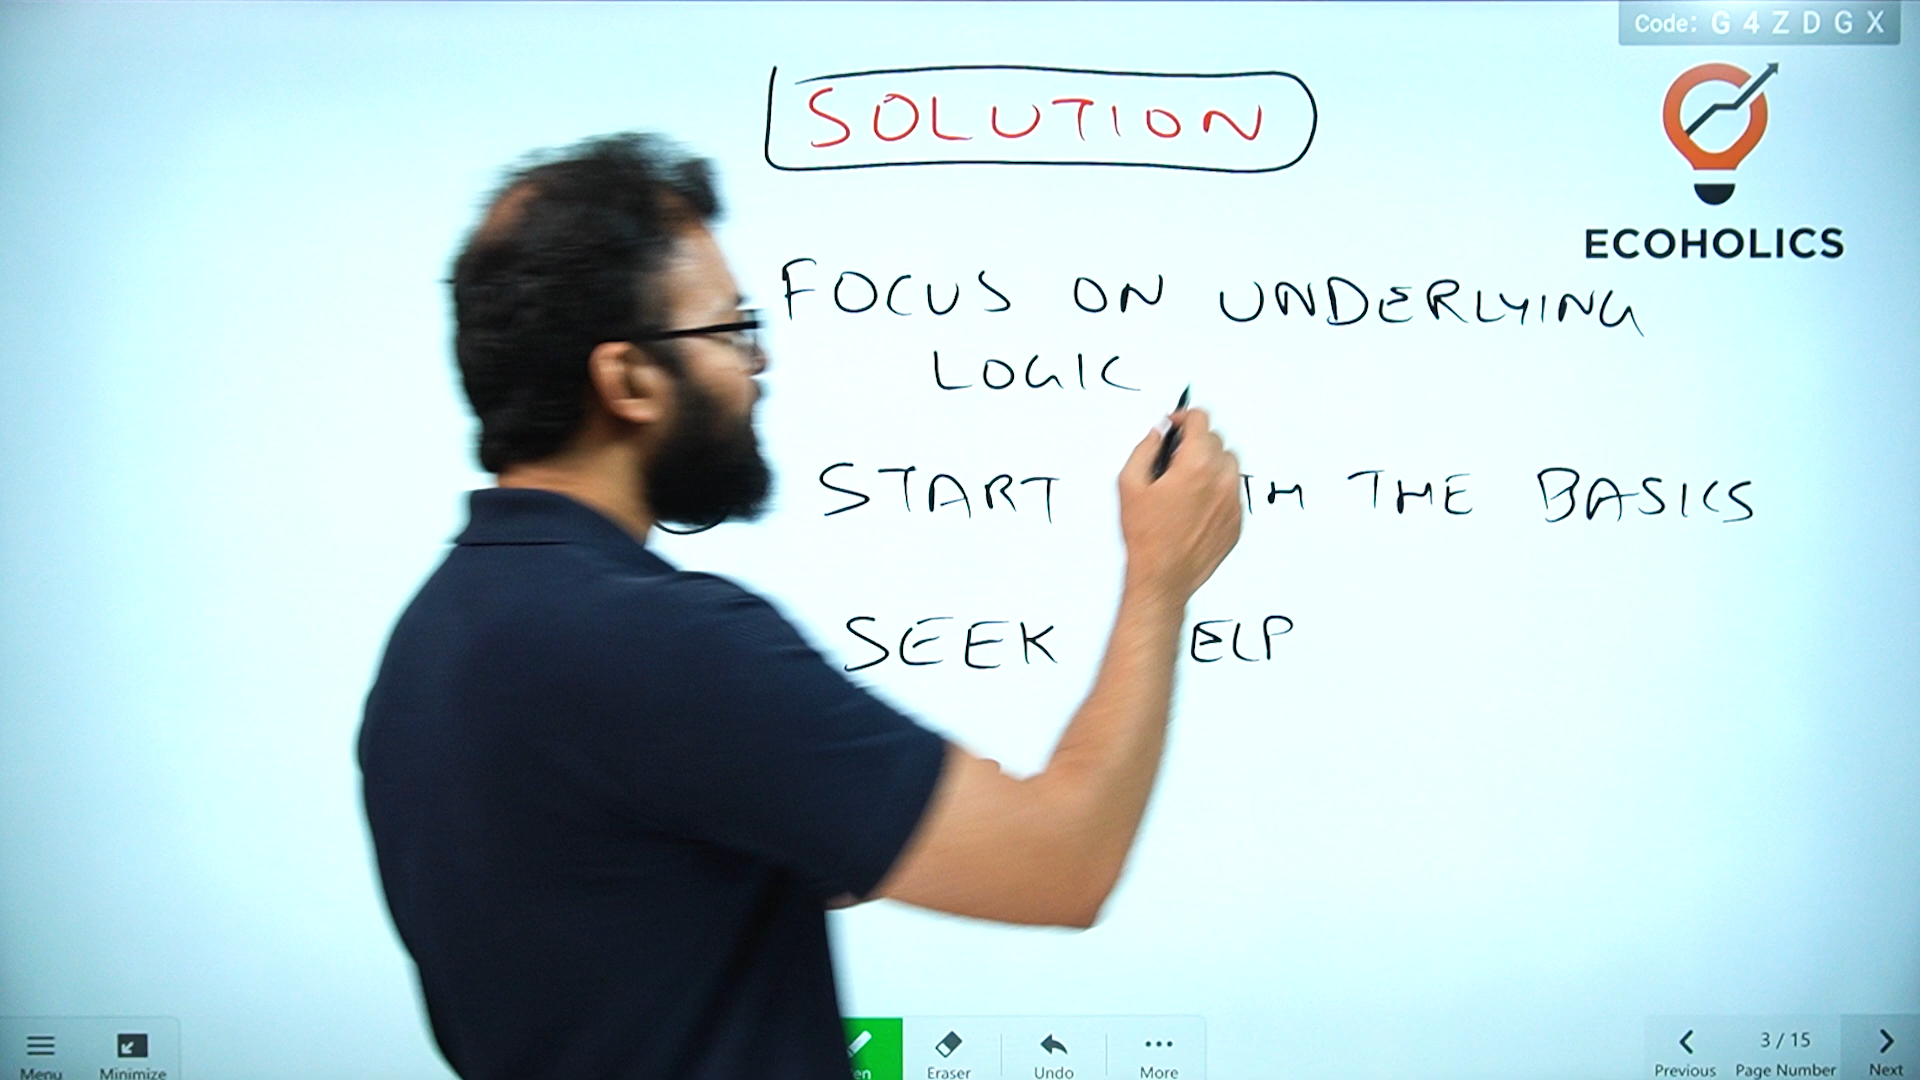 Code: G 4 Z D G X
SOLUTION
ECOHOLICS
FOCUS ON UNDERLYING
LOGIC
START THE BASICS
SEEK
Menu
Minimize
Eraser
Undo
More
Previous
3 / 15
Page Number
Next